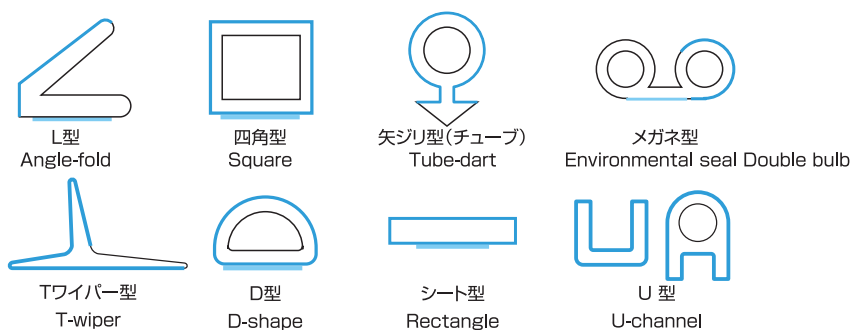 L型
Angle-fold
四角型
Square
矢ジリ型(チューブ)
Tube-dart
メガネ型
Environmental seal Double bulb
Tワイパー型
T-wiper
D型
D-shape
シート型
Rectangle
U 型
U-channel